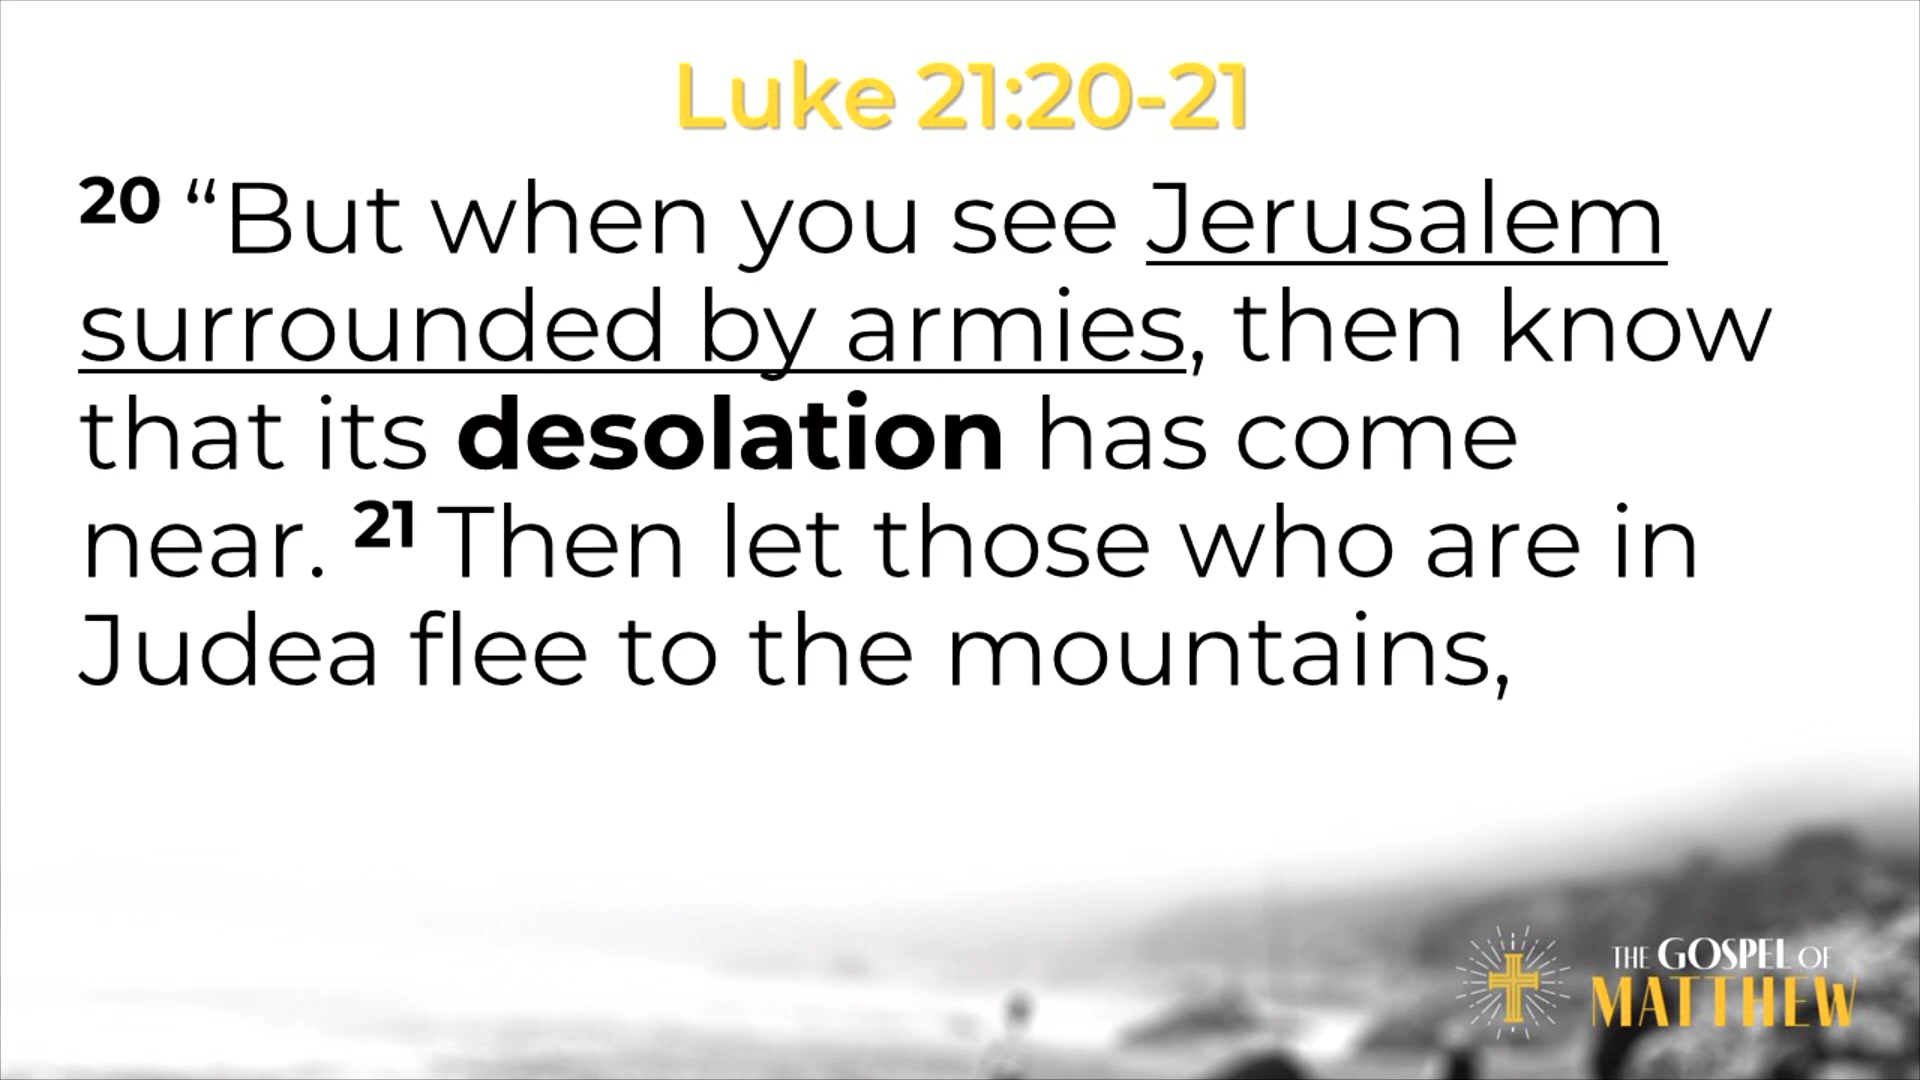 Luke 21:20-21
20 “But when you see Jerusalem
surrounded by armies, then know
that its desolation has come
near. 21 Then let those who are in
Judea flee to the mountains,
THE GOSPEL OF
MATTHEW